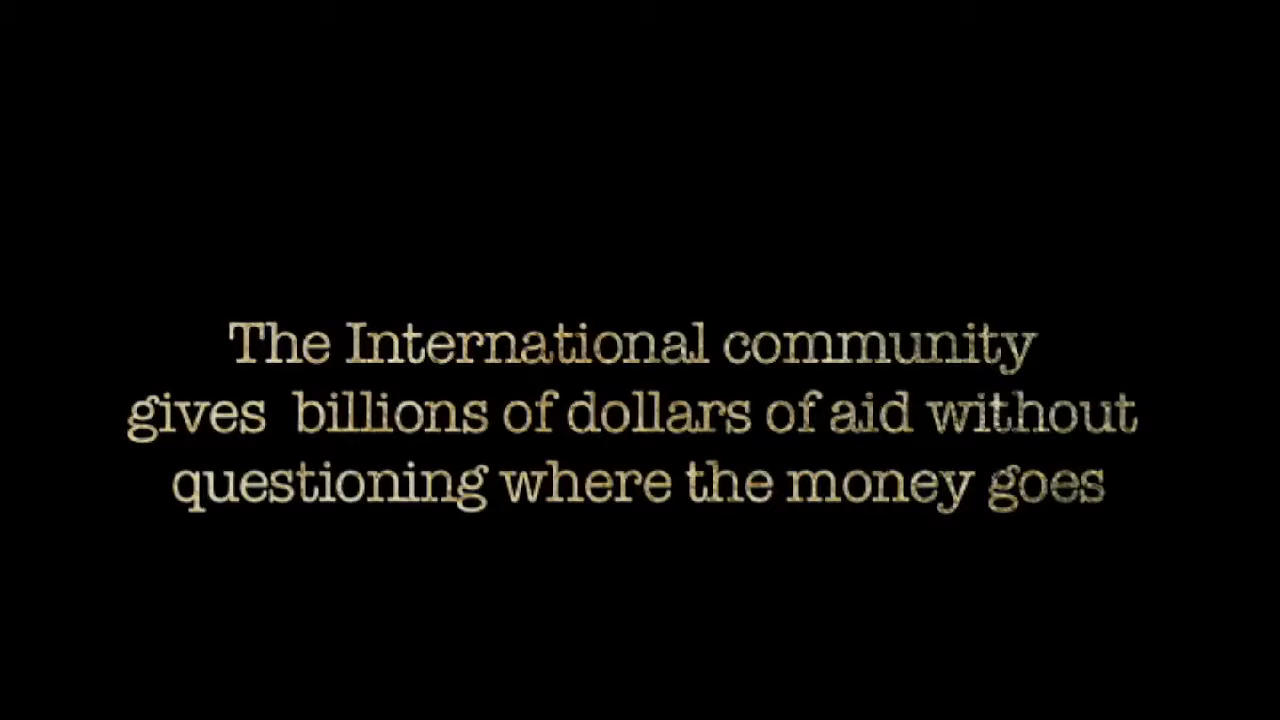 The International community
gives  billions of dollars of aid without
questioning where the money goes